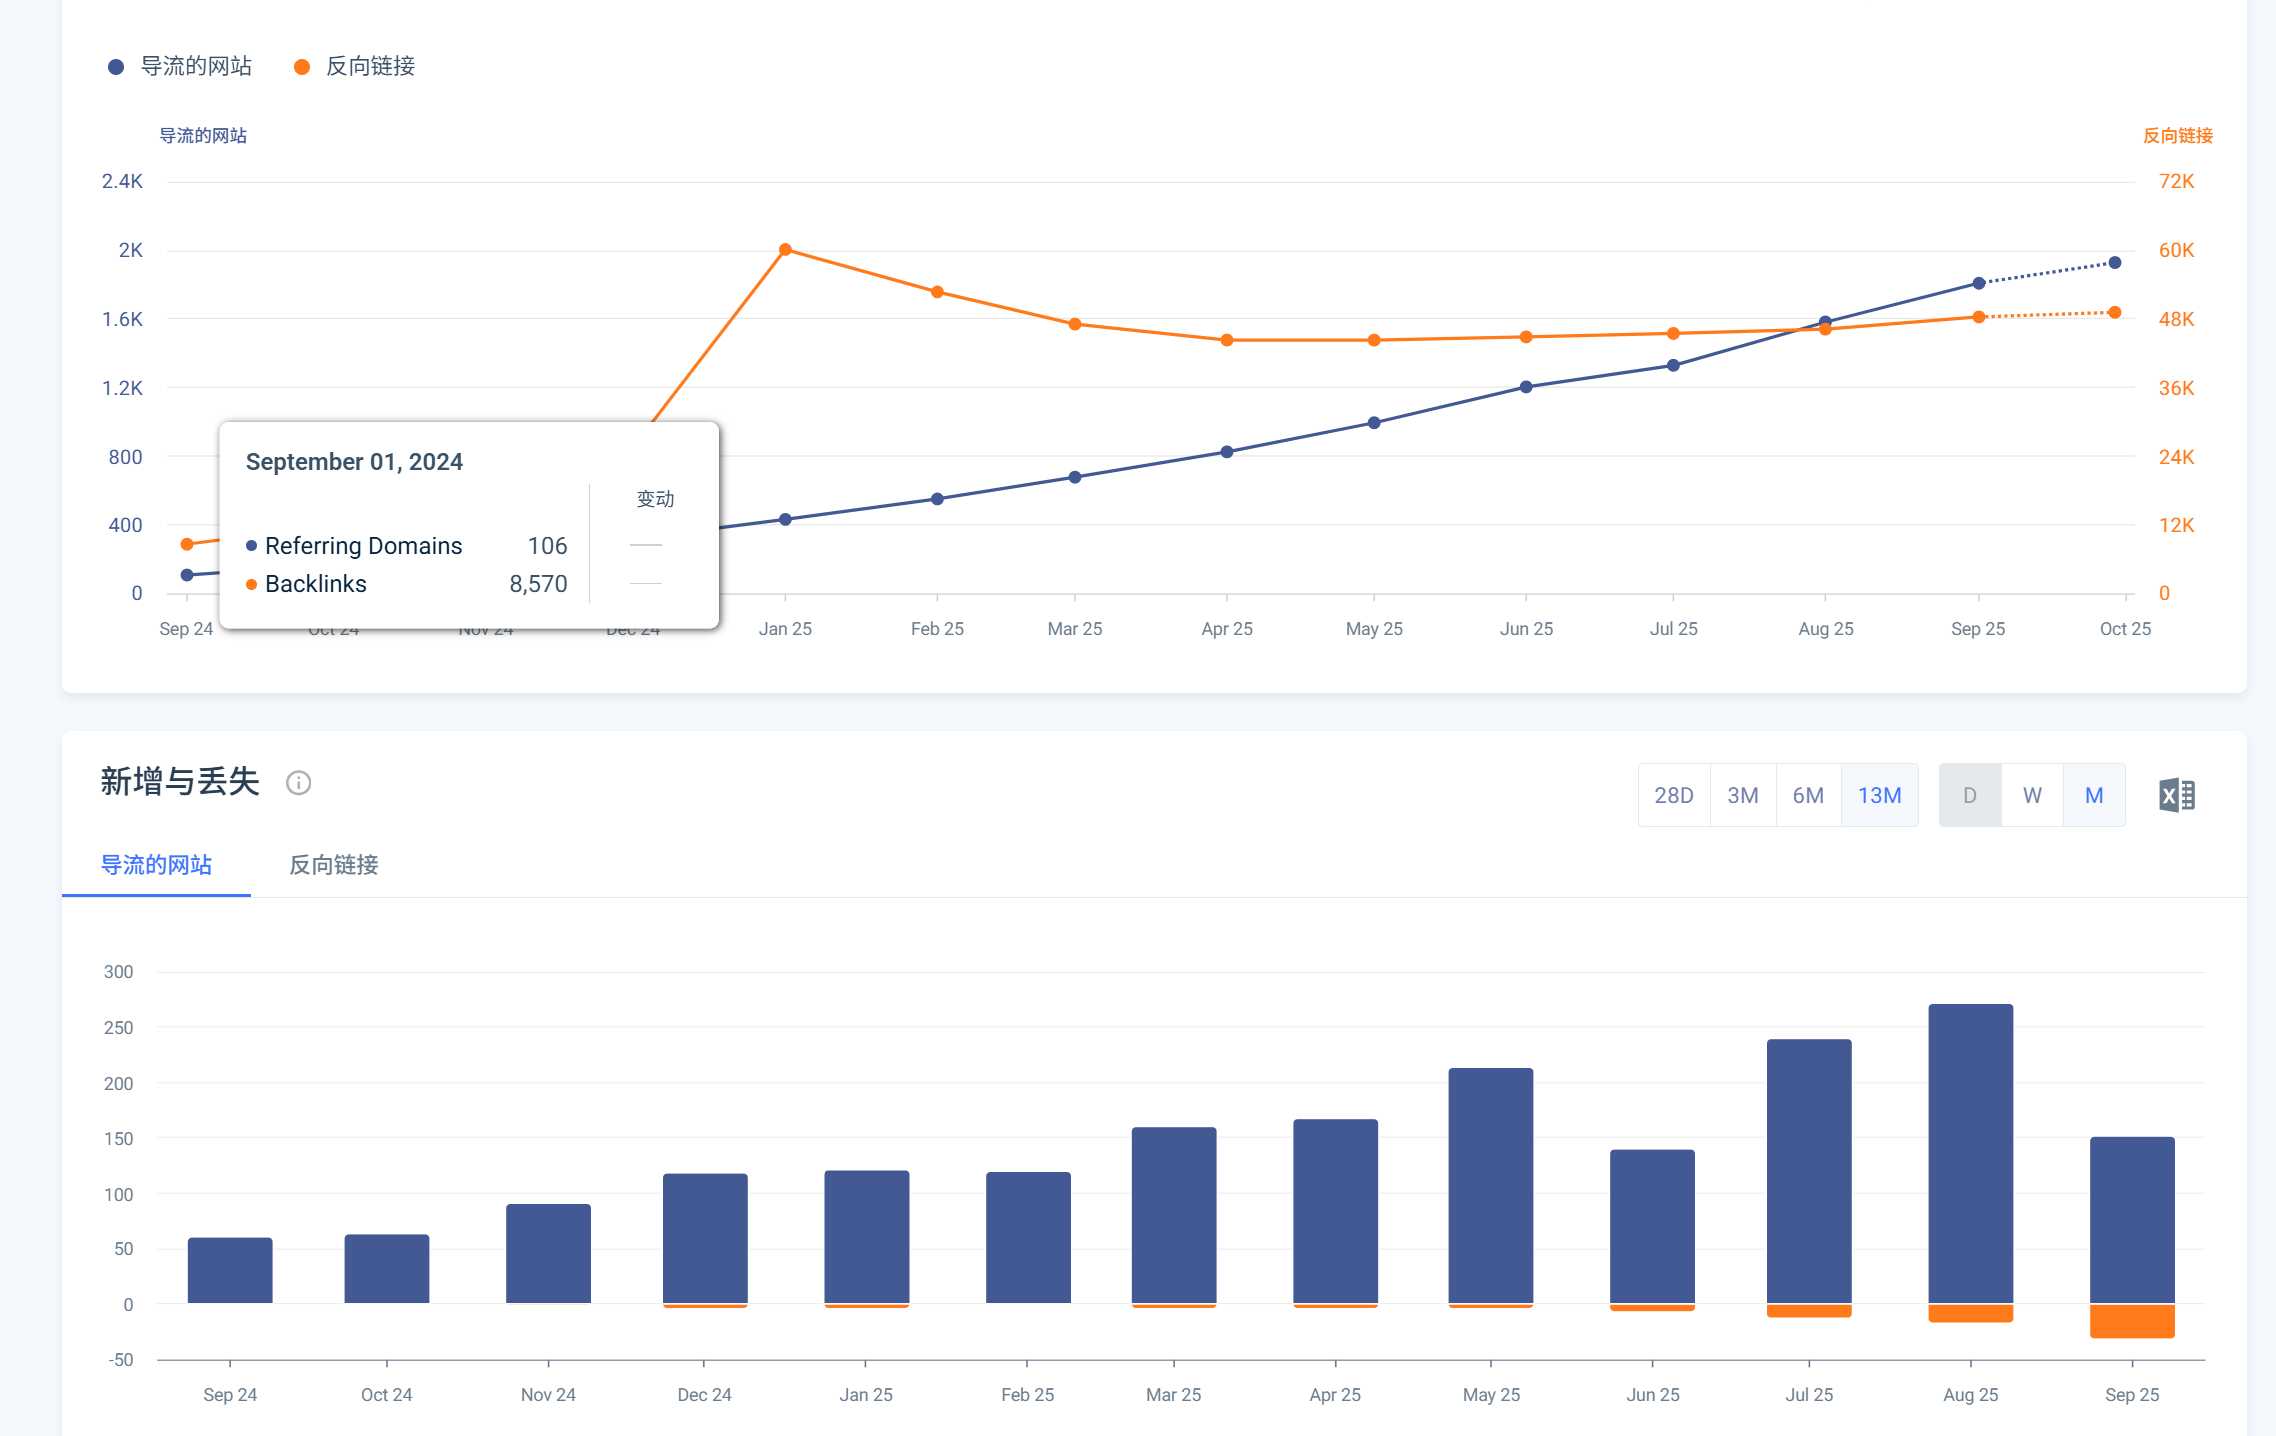 导流的网站 反向链接
导流的网站 反向链接
2.4K 72K
2K 60K
1.6K 48K
1.2K 36K
800 24K
400 12K
0 0
September 01, 2024
变动
Referring Domains 106
Backlinks 8,570
Sep 24 Oct 24 Nov 24 Dec 24 Jan 25 Feb 25 Mar 25 Apr 25 May 25 Jun 25 Jul 25 Aug 25 Sep 25 Oct 25
新增与丢失
28D 3M 6M 13M D W M
导流的网站 反向链接
300
250
200
150
100
50
0
-50
Sep 24 Oct 24 Nov 24 Dec 24 Jan 25 Feb 25 Mar 25 Apr 25 May 25 Jun 25 Jul 25 Aug 25 Sep 25